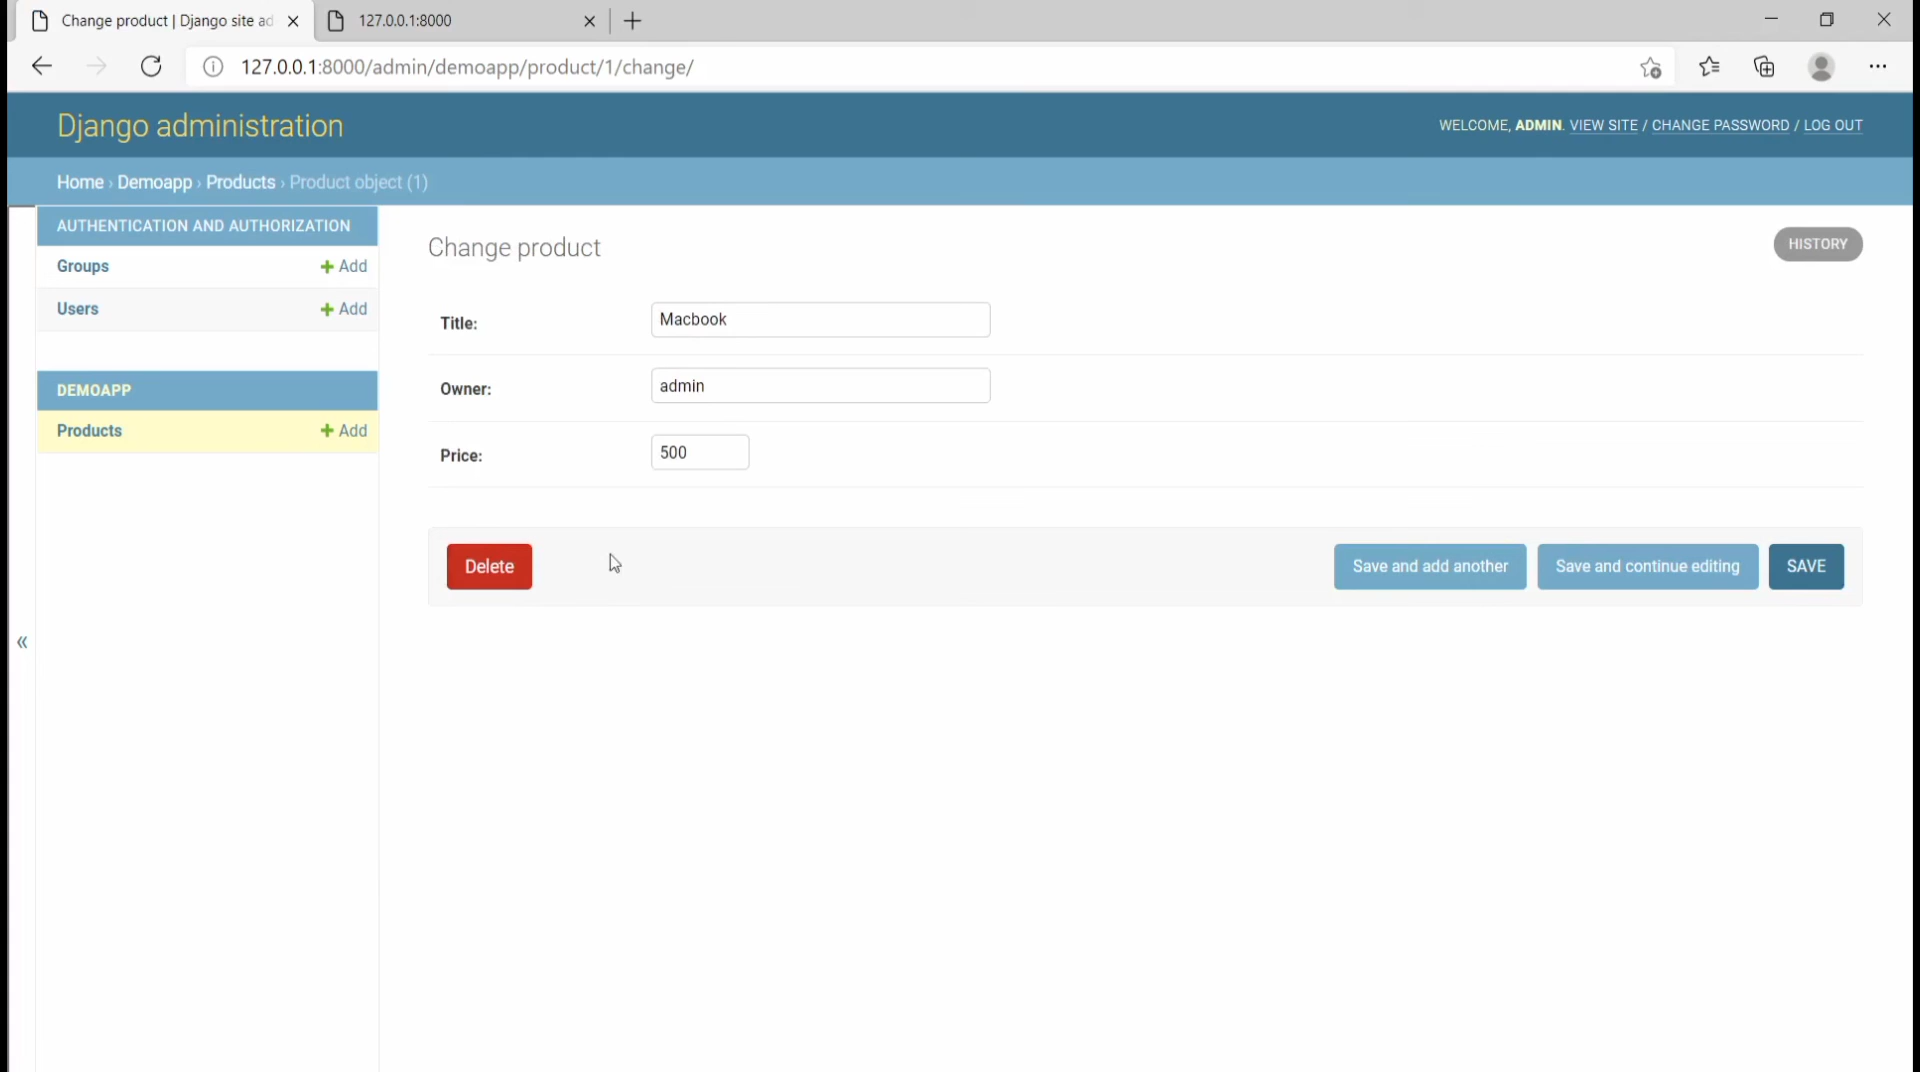 Change product | Django site ad
127.0.0.1:8000
127.0.0.1:8000/admin/demoapp/product/1/change/
Django administration
WELCOME, ADMIN. VIEW SITE / CHANGE PASSWORD / LOG OUT
Home › Demoapp › Products › Product object (1)
AUTHENTICATION AND AUTHORIZATION
Groups + Add
Users + Add
DEMOAPP
Products + Add
«
Change product
HISTORY
Title: Macbook
Owner: admin
Price: 500
Delete
Save and add another
Save and continue editing
SAVE